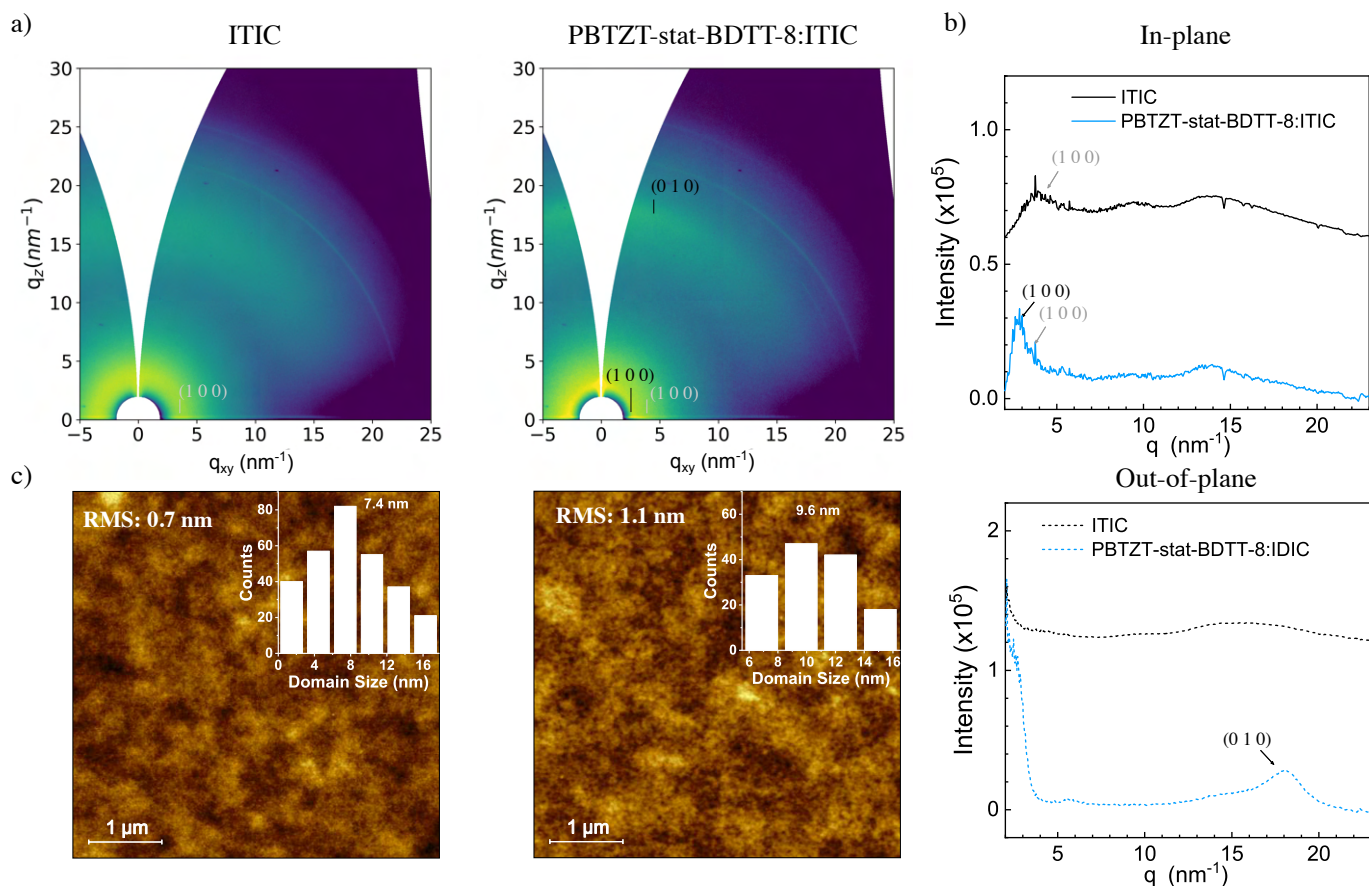 a)
ITIC
PBTZT-stat-BDTT-8:ITIC
30
25
20
15
10
5
0
qz(nm⁻¹)
(1 0 0)
-5 0 5 10 15 20 25
qxy (nm⁻¹)
30
25
20
15
10
5
0
qz(nm⁻¹)
(0 1 0)
(1 0 0)
(1 0 0)
−5 0 5 10 15 20 25
qxy (nm⁻¹)
b)
In-plane
ITIC
PBTZT-stat-BDTT-8:ITIC
(1 0 0)
(1 0 0)
(1 0 0)
1.0
0.5
0.0
Intensity (x10⁵)
5 10 15 20
q (nm⁻¹)
Out-of-plane
ITIC
PBTZT-stat-BDTT-8:IDIC
(0 1 0)
2
1
0
Intensity (x10⁵)
5 10 15 20
q (nm⁻¹)
c)
RMS: 0.7 nm
7.4 nm
80
60
40
20
0
Counts
0 4 8 12 16
Domain Size (nm)
1 µm
RMS: 1.1 nm
9.6 nm
60
40
20
0
Counts
6 8 10 12 14 16
Domain Size (nm)
1 µm